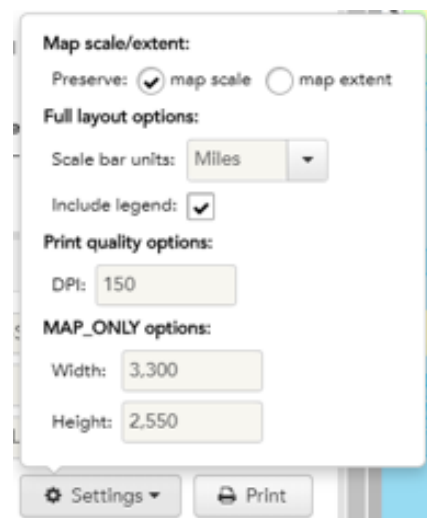 Map scale/extent:
Preserve: map scale map extent
Full layout options:
Scale bar units: Miles
Include legend:
Print quality options:
DPI: 150
MAP_ONLY options:
Width: 3,300
Height: 2,550
Settings Print